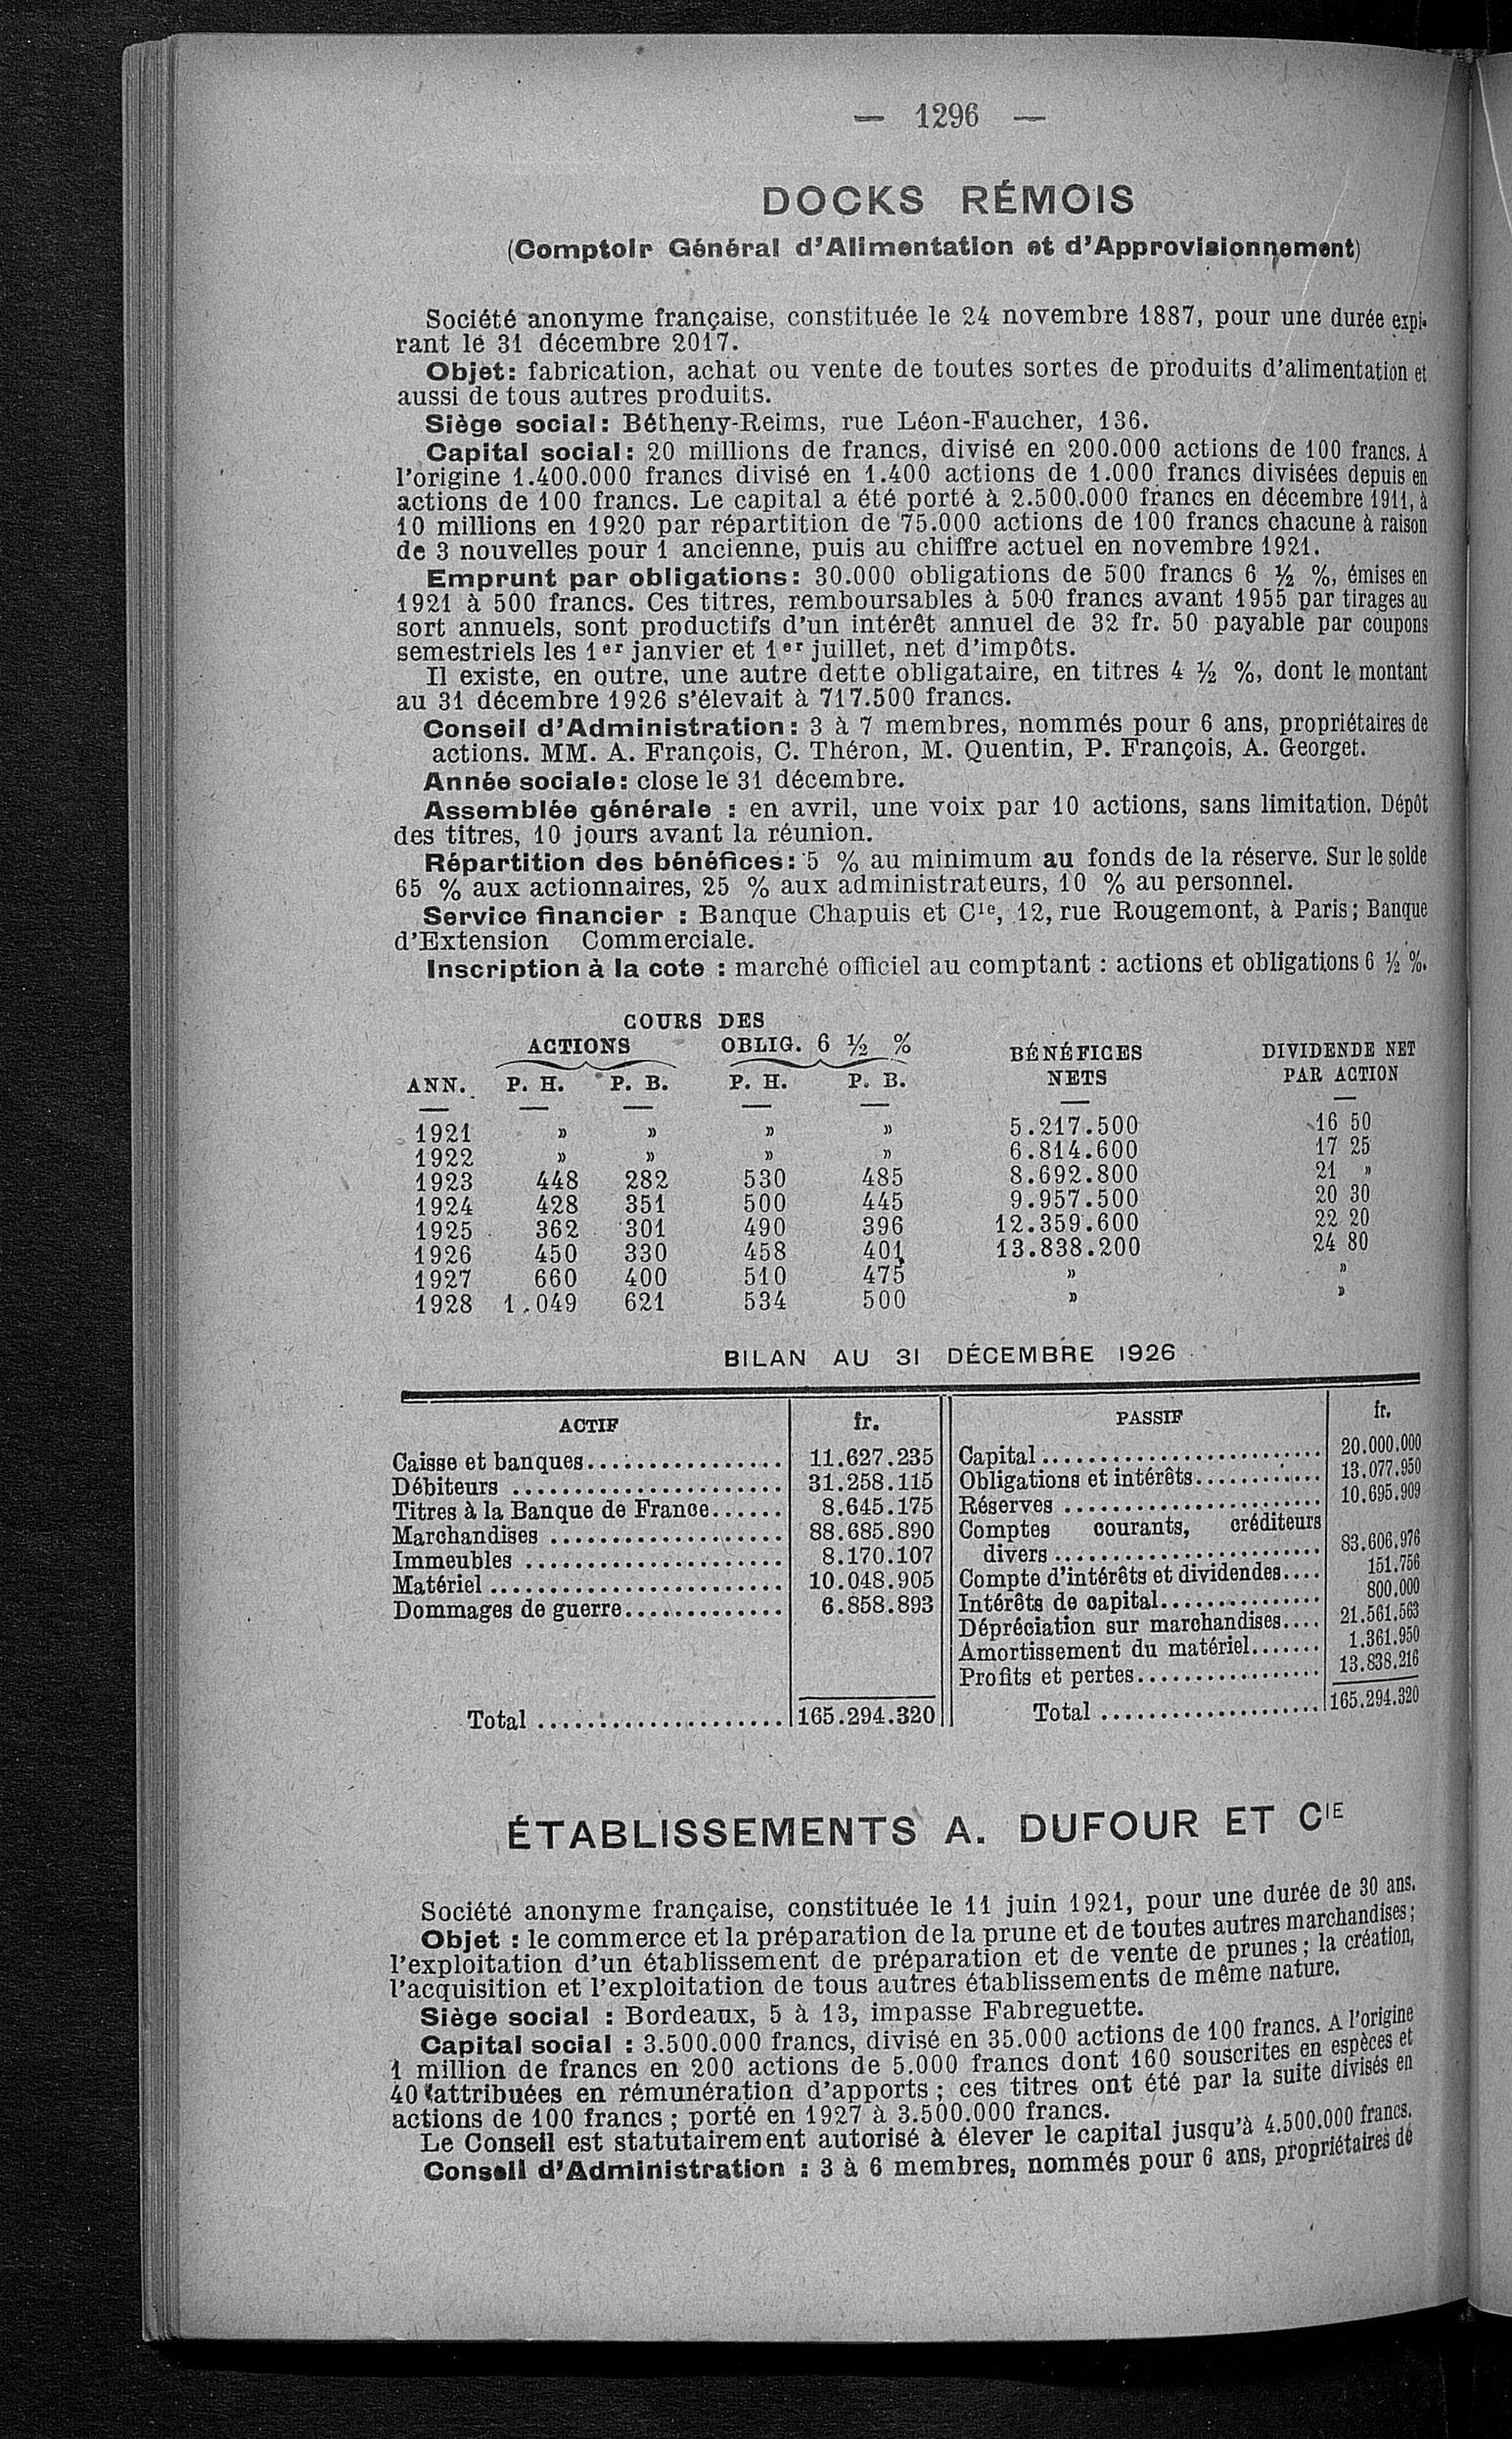 — 1296 —
DOCKS RÉMOIS
(Comptoir Général d'Alimentation et d'Approvisionnement)
Société anonyme française, constituée le 24 novembre 1887, pour une durée expi-
rant le 31 décembre 2017.
Objet: fabrication, achat ou vente de toutes sortes de produits d'alimentation et
aussi de tous autres produits.
Siège social: Bétheny-Reims, rue Léon-Faucher, 136.
Capital social: 20 millions de francs, divisé en 200.000 actions de 100 francs. A
l'origine 1.400.000 francs divisé en 1.400 actions de 1.000 francs divisées depuis en
actions de 100 francs. Le capital a été porté à 2.500.000 francs en décembre 1911, à
10 millions en 1920 par répartition de 75.000 actions de 100 francs chacune à raison
de 3 nouvelles pour 1 ancienne, puis au chiffre actuel en novembre 1921.
Emprunt par obligations: 30.000 obligations de 500 francs 6 ½ %, émises en
1921 à 500 francs. Ces titres, remboursables à 500 francs avant 1955 par tirages au
sort annuels, sont productifs d'un intérêt annuel de 32 fr. 50 payable par coupons
semestriels les 1er janvier et 1er juillet, net d'impôts.
Il existe, en outre, une autre dette obligataire, en titres 4 ½ %, dont le montant
au 31 décembre 1926 s'élevait à 717.500 francs.
Conseil d'Administration: 3 à 7 membres, nommés pour 6 ans, propriétaires de
actions. MM. A. François, C. Théron, M. Quentin, P. François, A. Georget.
Année sociale: close le 31 décembre.
Assemblée générale : en avril, une voix par 10 actions, sans limitation. Dépôt
des titres, 10 jours avant la réunion.
Répartition des bénéfices: 5 % au minimum au fonds de la réserve. Sur le solde
65 % aux actionnaires, 25 % aux administrateurs, 10 % au personnel.
Service financier : Banque Chapuis et Cie, 12, rue Rougemont, à Paris; Banque
d'Extension Commerciale.
Inscription à la cote : marché officiel au comptant : actions et obligations 6 ½ %.
COURS DES
ACTIONS OBLIG. 6 ½ % BÉNÉFICES DIVIDENDE NET
ANN. P. H. P. B. P. H. P. B. NETS PAR ACTION
1921 » » » » 5.217.500 16 50
1922 » » » » 6.814.600 17 25
1923 448 282 530 485 8.692.800 21 »
1924 428 351 500 445 9.957.500 20 30
1925 362 301 490 396 12.359.600 22 20
1926 450 330 458 401 13.838.200 24 80
1927 660 400 510 475 » »
1928 1.049 621 534 500 » »
BILAN AU 31 DÉCEMBRE 1926
ACTIF fr.
Caisse et banques................ 11.627.235
Débiteurs ....................... 31.258.115
Titres à la Banque de France...... 8.645.175
Marchandises .................... 88.685.890
Immeubles ...................... 8.170.107
Matériel ......................... 10.048.905
Dommages de guerre.............. 6.858.893
Total ..................... 165.294.320
PASSIF fr.
Capital ......................... 20.000.000
Obligations et intérêts............ 13.077.950
Réserves ....................... 10.695.909
Comptes courants, créditeurs
divers ....................... 83.606.976
Compte d'intérêts et dividendes.... 151.756
Intérêts de capital............... 800.000
Dépréciation sur marchandises.... 21.561.563
Amortissement du matériel....... 1.361.950
Profits et pertes................. 13.838.216
Total .................... 165.294.320
ÉTABLISSEMENTS A. DUFOUR ET CIE
Société anonyme française, constituée le 11 juin 1921, pour une durée de 30 ans.
Objet : le commerce et la préparation de la prune et de toutes autres marchandises;
l'exploitation d'un établissement de préparation et de vente de prunes; la création,
l'acquisition et l'exploitation de tous autres établissements de même nature.
Siège social : Bordeaux, 5 à 13, impasse Fabreguette.
Capital social : 3.500.000 francs, divisé en 35.000 actions de 100 francs. A l'origine
1 million de francs en 200 actions de 5.000 francs dont 160 souscrites en espèces et
40 attribuées en rémunération d'apports; ces titres ont été par la suite divisés en
actions de 100 francs; porté en 1927 à 3.500.000 francs.
Le Conseil est statutairement autorisé à élever le capital jusqu'à 4.500.000 francs.
Conseil d'Administration : 3 à 6 membres, nommés pour 6 ans, propriétaires de